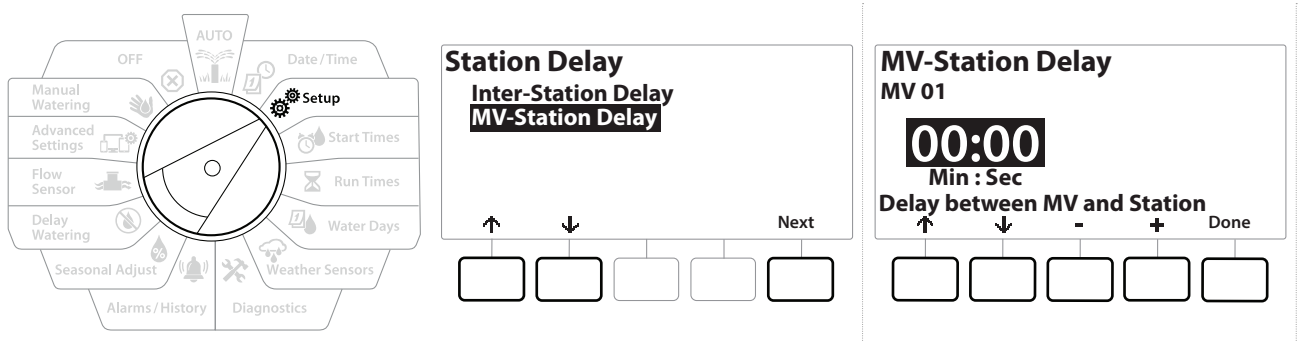 AUTO
Date / Time
Setup
Start Times
Run Times
Water Days
Weather Sensors
Diagnostics
Alarms / History
Seasonal Adjust
Delay
Watering
Flow
Sensor
Advanced
Settings
Manual
Watering
OFF
Station Delay
Inter-Station Delay
MV-Station Delay
Next
MV-Station Delay
MV 01
00:00
Min : Sec
Delay between MV and Station
- + Done